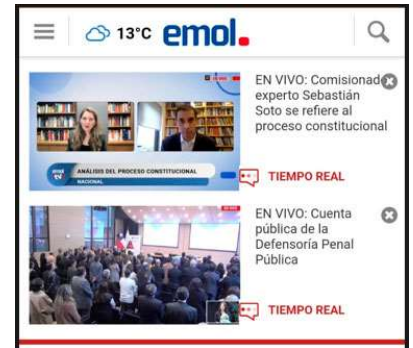 13°C emol.
EN VIVO: Comisionado
experto Sebastián
Soto se refiere al
proceso constitucional
ANÁLISIS DEL PROCESO CONSTITUCIONAL
NACIONAL
TIEMPO REAL
EN VIVO: Cuenta
pública de la
Defensoría Penal
Pública
TIEMPO REAL